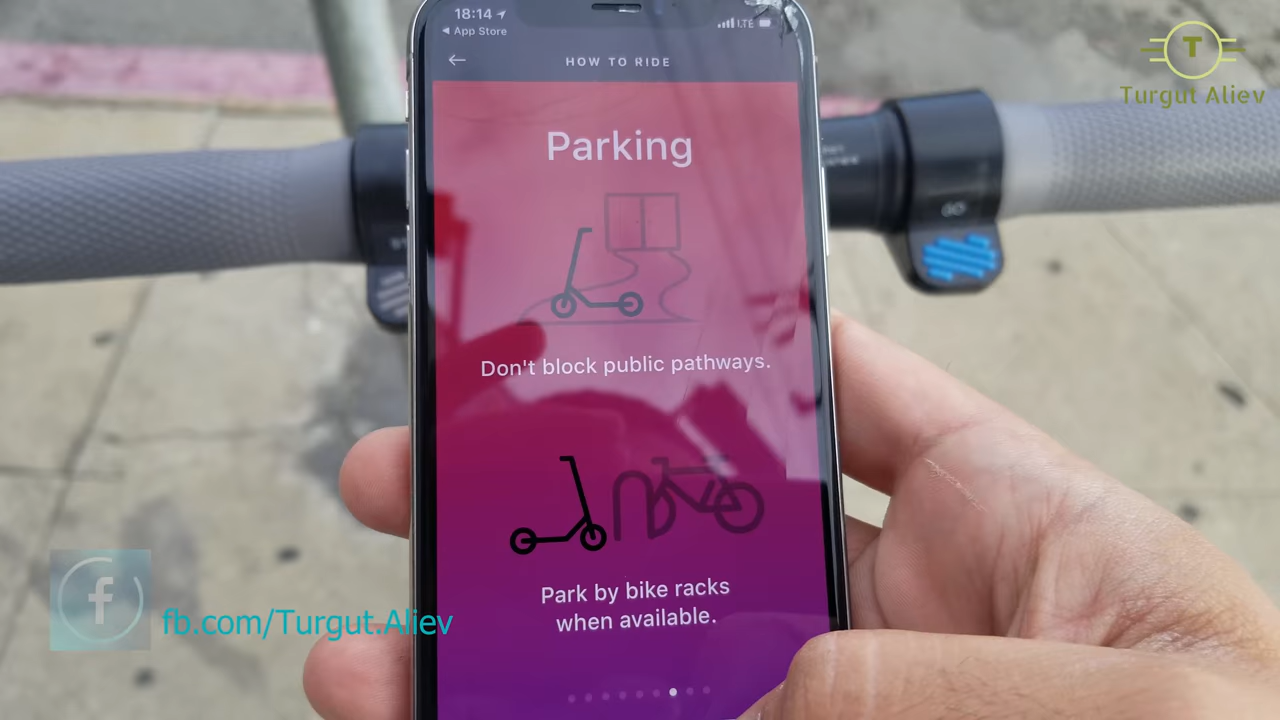 18:14
LTE
App Store
HOW TO RIDE
T
Turgut Aliev
Parking
GO
Don't block public pathways.
Park by bike racks
when available.
f
fb.com/Turgut.Aliev